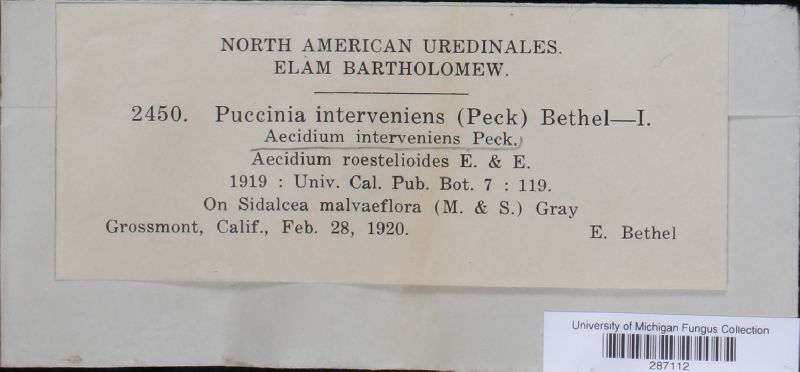 NORTH AMERICAN UREDINALES.
ELAM BARTHOLOMEW.
2450. Puccinia interveniens (Peck) Bethel—I.
Aecidium interveniens Peck.
Aecidium roestelioides E. & E.
1919 : Univ. Cal. Pub. Bot. 7 : 119.
On Sidalcea malvaeflora (M. & S.) Gray
Grossmont, Calif., Feb. 28, 1920. E. Bethel
University of Michigan Fungus Collection
287112